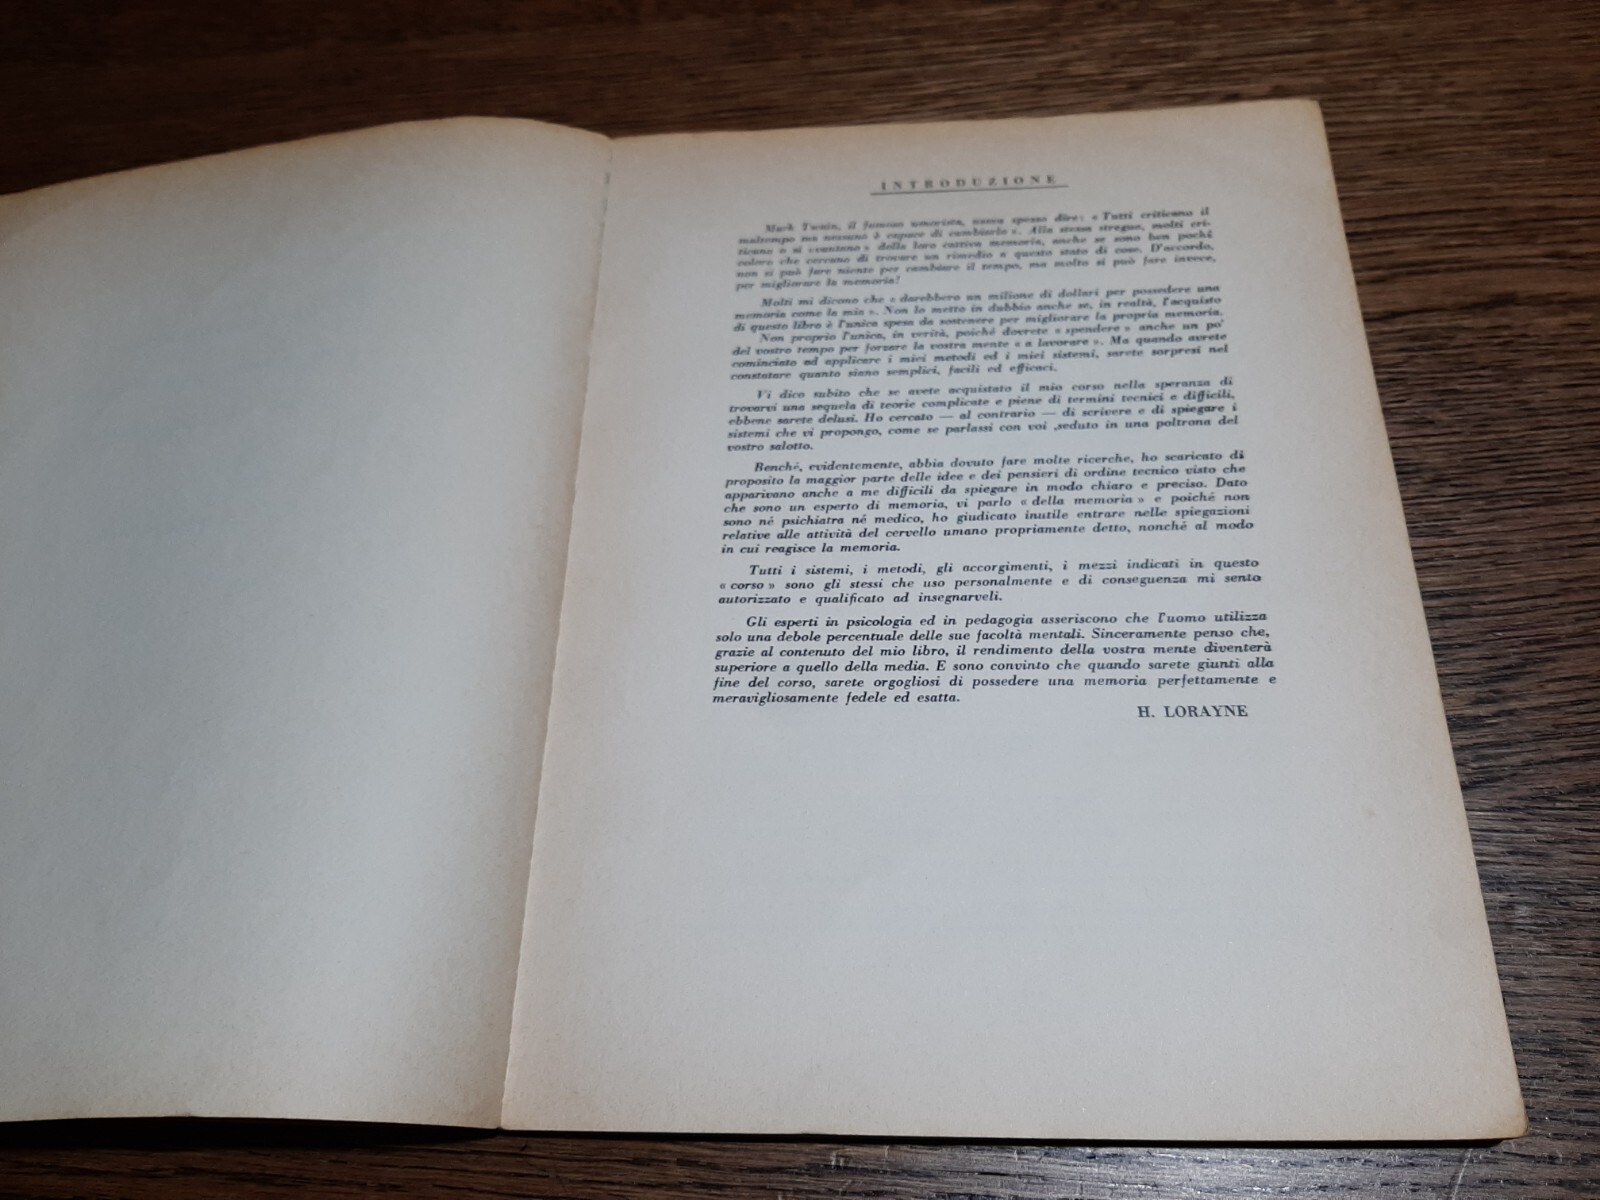 INTRODUZIONE
Mark Twain, il famoso umorista, usava spesso dire: « Tutti criticano il
maltempo ma nessuno è capace di cambiarlo ». Alla stessa stregua, molti cri-
ticano o si «vantano» della loro cattiva memoria, anche se sono ben pochi
coloro che cercano di trovare un rimedio a questo stato di cose. D'accordo,
non si può fare niente per cambiare il tempo, ma molto si può fare invece,
per migliorare la memoria!
Molti mi dicono che « darebbero un milione di dollari per possedere una
memoria come la mia ». Non lo metto in dubbio anche se, in realtà, l'acquisto
di questo libro è l'unica spesa da sostenere per migliorare la propria memoria.
Non proprio l'unica, in verità, poiché dovrete « spendere » anche un po'
del vostro tempo per forzare la vostra mente « a lavorare ». Ma quando avrete
cominciato ad applicare i miei metodi ed i miei sistemi, sarete sorpresi nel
constatare quanto siano semplici, facili ed efficaci.
Vi dico subito che se avete acquistato il mio corso nella speranza di
trovarvi una sequela di teorie complicate e piene di termini tecnici e difficili,
ebbene sarete delusi. Ho cercato — al contrario — di scrivere e di spiegare i
sistemi che vi propongo, come se parlassi con voi ,seduto in una poltrona del
vostro salotto.
Benché, evidentemente, abbia dovuto fare molte ricerche, ho scaricato di
proposito la maggior parte delle idee e dei pensieri di ordine tecnico visto che
apparivano anche a me difficili da spiegare in modo chiaro e preciso. Dato
che sono un esperto di memoria, vi parlo « della memoria » e poiché non
sono né psichiatra né medico, ho giudicato inutile entrare nelle spiegazioni
relative alle attività del cervello umano propriamente detto, nonché al modo
in cui reagisce la memoria.
Tutti i sistemi, i metodi, gli accorgimenti, i mezzi indicati in questo
« corso » sono gli stessi che uso personalmente e di conseguenza mi sento
autorizzato e qualificato ad insegnarveli.
Gli esperti in psicologia ed in pedagogia asseriscono che l'uomo utilizza
solo una debole percentuale delle sue facoltà mentali. Sinceramente penso che,
grazie al contenuto del mio libro, il rendimento della vostra mente diventerà
superiore a quello della media. E sono convinto che quando sarete giunti alla
fine del corso, sarete orgogliosi di possedere una memoria perfettamente e
meravigliosamente fedele ed esatta.
H. LORAYNE